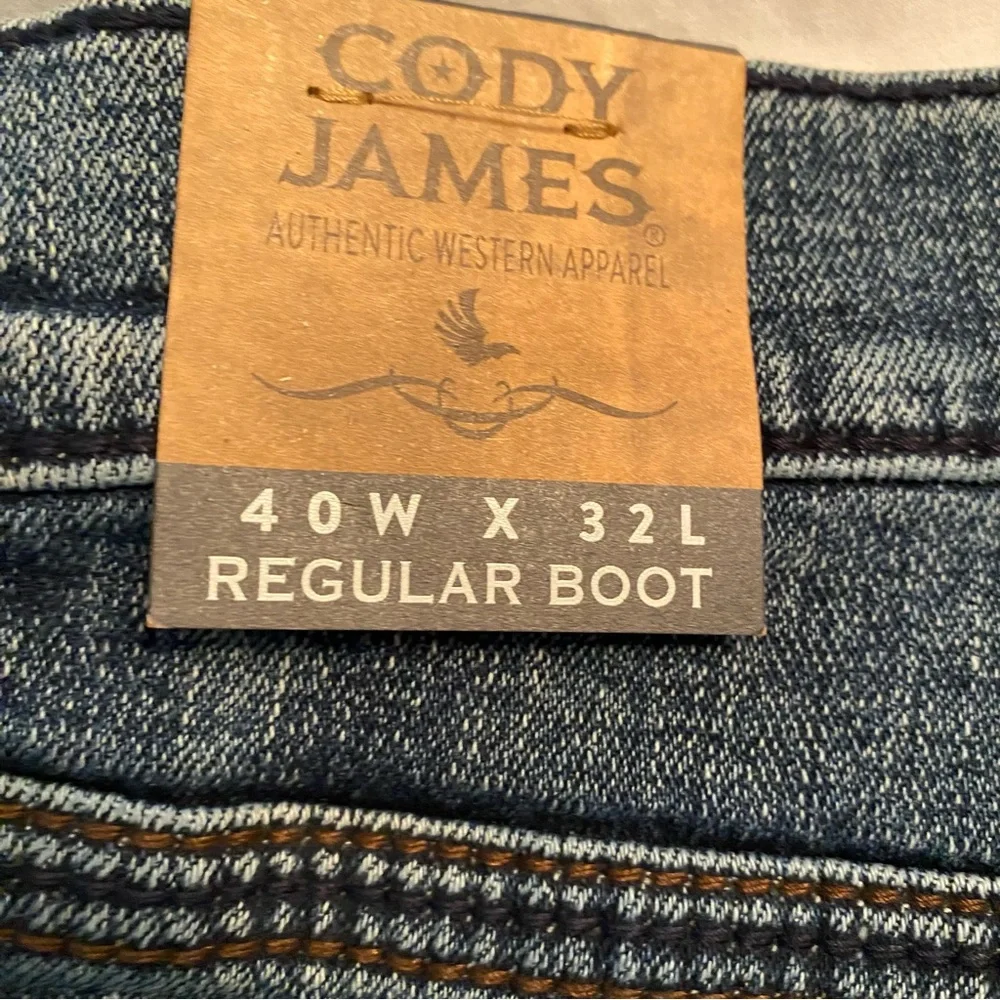 CODY
JAMES®
AUTHENTIC WESTERN APPAREL
40W X 32L
REGULAR BOOT